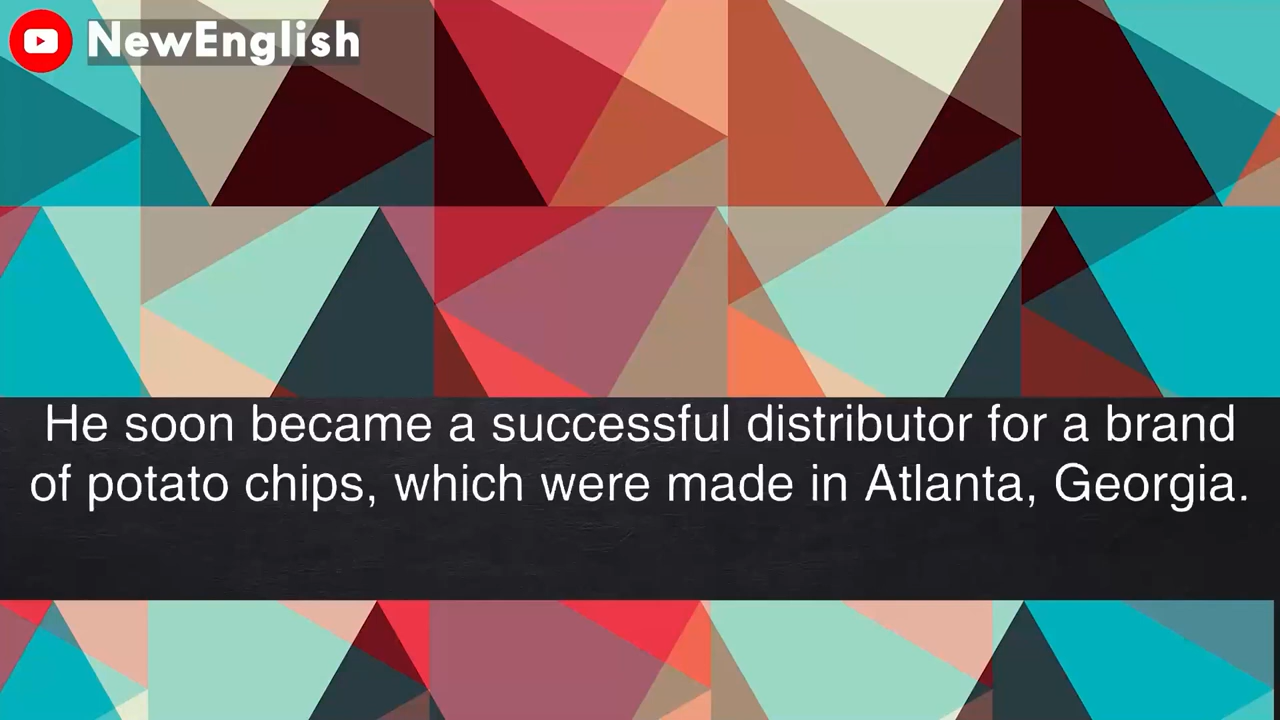 NewEnglish
He soon became a successful distributor for a brand
of potato chips, which were made in Atlanta, Georgia.